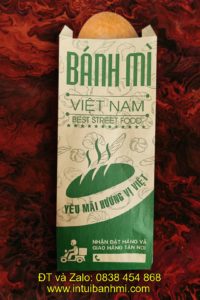 BÁNH MÌ
VIỆT NAM
BEST STREET FOOD
YÊU MÃI HƯƠNG VỊ VIỆT
NHẬN ĐẶT HÀNG VÀ
GIAO HÀNG TẬN NƠI
ĐT và Zalo: 0838 454 868
www.intuibanhmi.com